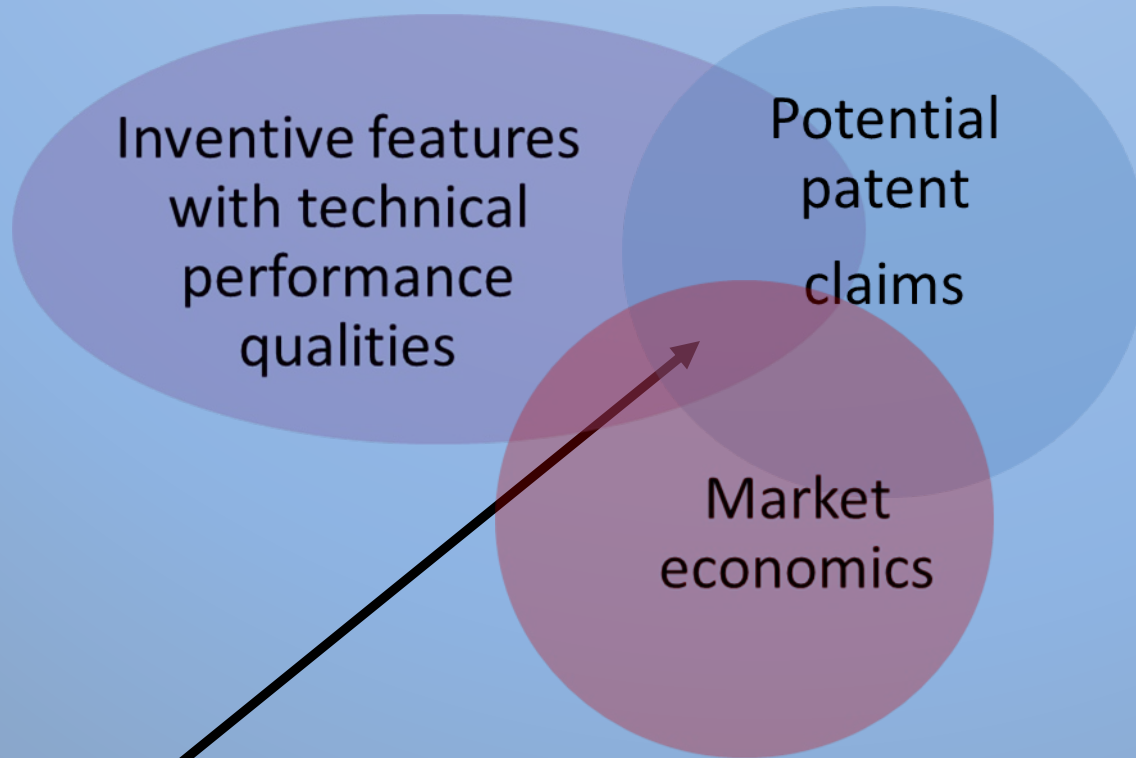 Inventive features
with technical
performance
qualities
Potential
patent
claims
Market
economics